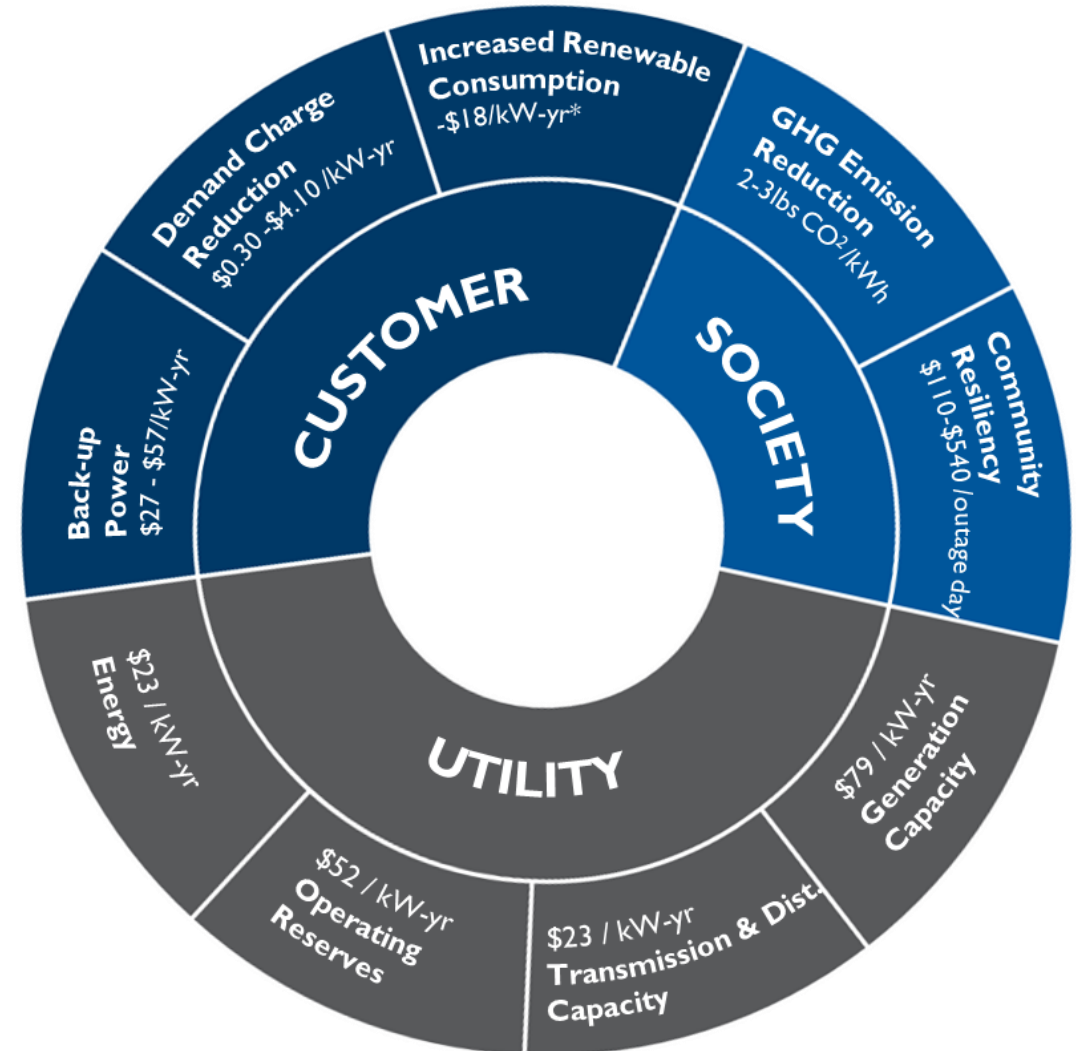 CUSTOMER
Back-up
Power
$27 - $57/kW-yr
Demand Charge
Reduction
$0.30 -$4.10 /kW-yr
Increased Renewable
Consumption
-$18/kW-yr*
SOCIETY
GHG Emission
Reduction
2-3lbs CO²/kWh
Community
Resiliency
$110-$540 /outage day
UTILITY
$79 / kW-yr
Generation
Capacity
$23 / kW-yr
Transmission & Dist.
Capacity
$52 / kW-yr
Operating
Reserves
$23 / kW-yr
Energy